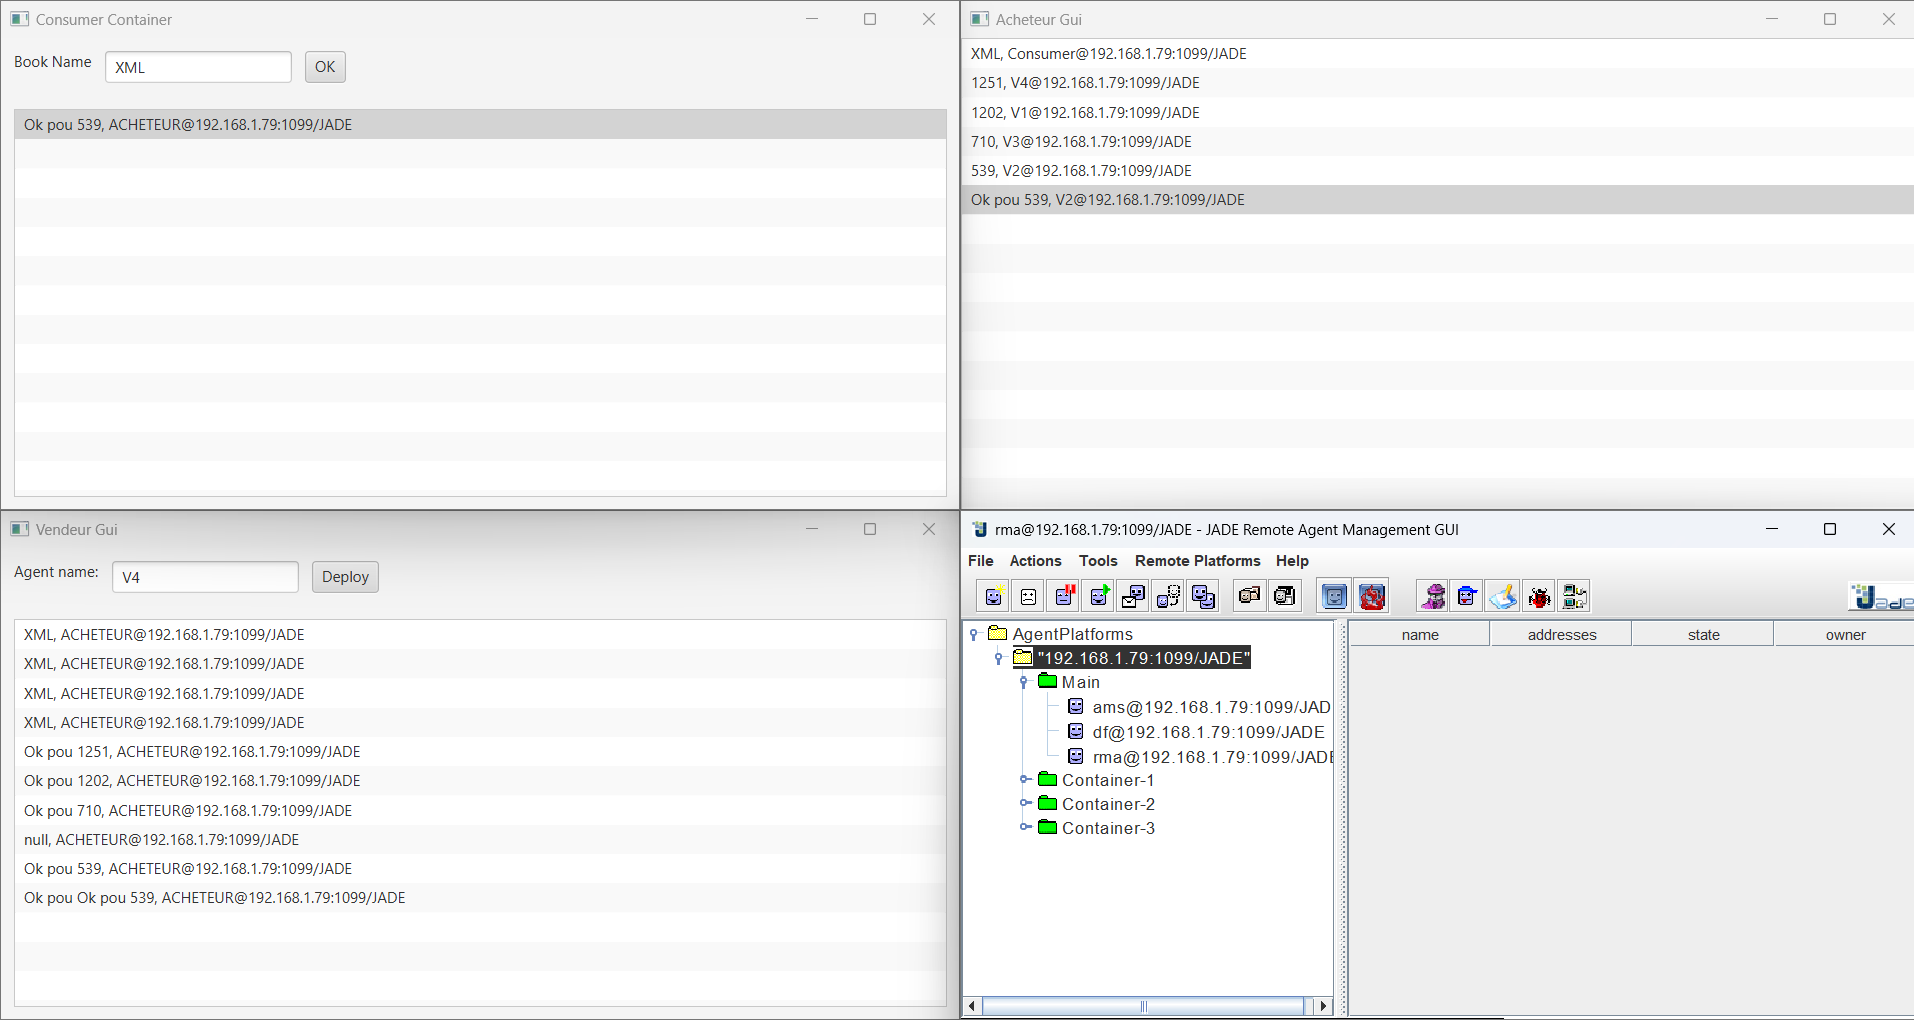 Consumer Container
Book Name XML OK
Ok pou 539, ACHETEUR@192.168.1.79:1099/JADE
Acheteur Gui
XML, Consumer@192.168.1.79:1099/JADE
1251, V4@192.168.1.79:1099/JADE
1202, V1@192.168.1.79:1099/JADE
710, V3@192.168.1.79:1099/JADE
539, V2@192.168.1.79:1099/JADE
Ok pou 539, V2@192.168.1.79:1099/JADE
Vendeur Gui
Agent name: V4 Deploy
XML, ACHETEUR@192.168.1.79:1099/JADE
XML, ACHETEUR@192.168.1.79:1099/JADE
XML, ACHETEUR@192.168.1.79:1099/JADE
XML, ACHETEUR@192.168.1.79:1099/JADE
Ok pou 1251, ACHETEUR@192.168.1.79:1099/JADE
Ok pou 1202, ACHETEUR@192.168.1.79:1099/JADE
Ok pou 710, ACHETEUR@192.168.1.79:1099/JADE
null, ACHETEUR@192.168.1.79:1099/JADE
Ok pou 539, ACHETEUR@192.168.1.79:1099/JADE
Ok pou Ok pou 539, ACHETEUR@192.168.1.79:1099/JADE
rma@192.168.1.79:1099/JADE - JADE Remote Agent Management GUI
File Actions Tools Remote Platforms Help
Jade
AgentPlatforms
"192.168.1.79:1099/JADE"
Main
ams@192.168.1.79:1099/JAD
df@192.168.1.79:1099/JADE
rma@192.168.1.79:1099/JADE
Container-1
Container-2
Container-3
name addresses state owner